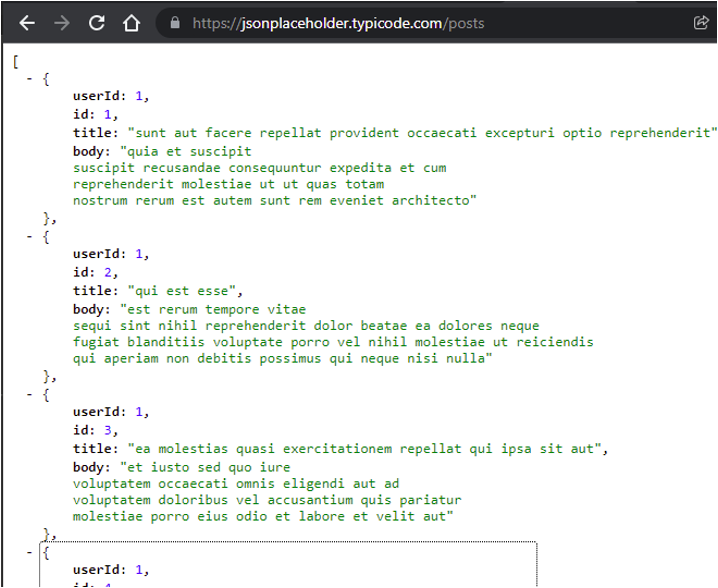 https://jsonplaceholder.typicode.com/posts
[
- {
userId: 1,
id: 1,
title: "sunt aut facere repellat provident occaecati excepturi optio reprehenderit"
body: "quia et suscipit
suscipit recusandae consequuntur expedita et cum
reprehenderit molestiae ut ut quas totam
nostrum rerum est autem sunt rem eveniet architecto"
},
- {
userId: 1,
id: 2,
title: "qui est esse",
body: "est rerum tempore vitae
sequi sint nihil reprehenderit dolor beatae ea dolores neque
fugiat blanditiis voluptate porro vel nihil molestiae ut reiciendis
qui aperiam non debitis possimus qui neque nisi nulla"
},
- {
userId: 1,
id: 3,
title: "ea molestias quasi exercitationem repellat qui ipsa sit aut",
body: "et iusto sed quo iure
voluptatem occaecati omnis eligendi aut ad
voluptatem doloribus vel accusantium quis pariatur
molestiae porro eius odio et labore et velit aut"
},
- {
userId: 1,